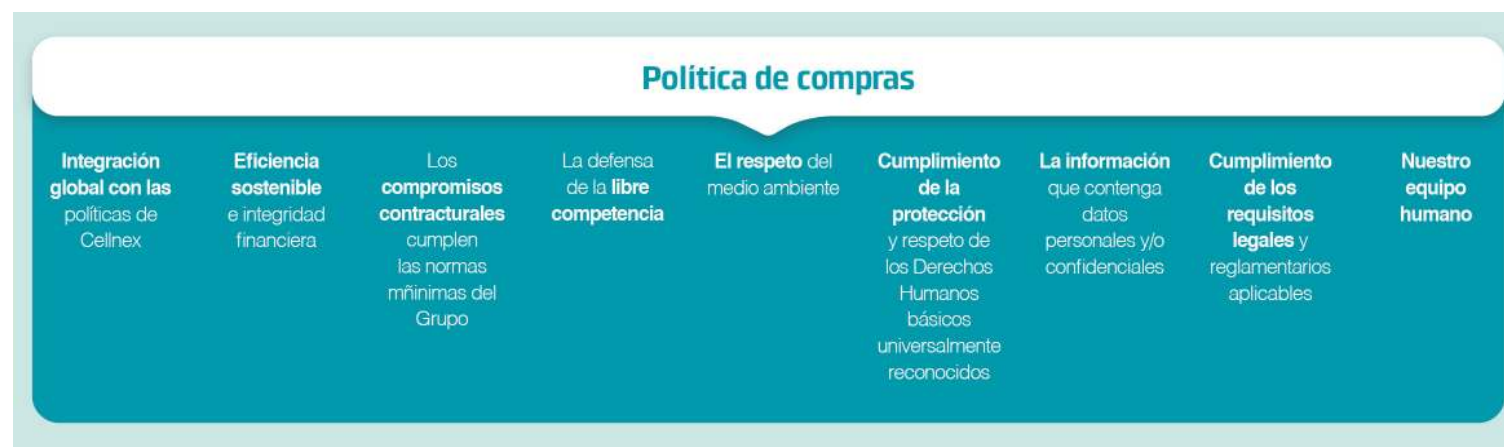 Política de compras
Integración
global con las
políticas de
Cellnex
Eficiencia
sostenible
e integridad
financiera
Los
compromisos
contracturales
cumplen
las normas
mñinimas del
Grupo
La defensa
de la libre
competencia
El respeto del
medio ambiente
Cumplimiento
de la
protección
y respeto de
los Derechos
Humanos
básicos
universalmente
reconocidos
La información
que contenga
datos
personales y/o
confidenciales
Cumplimiento
de los
requisitos
legales y
reglamentarios
aplicables
Nuestro
equipo
humano